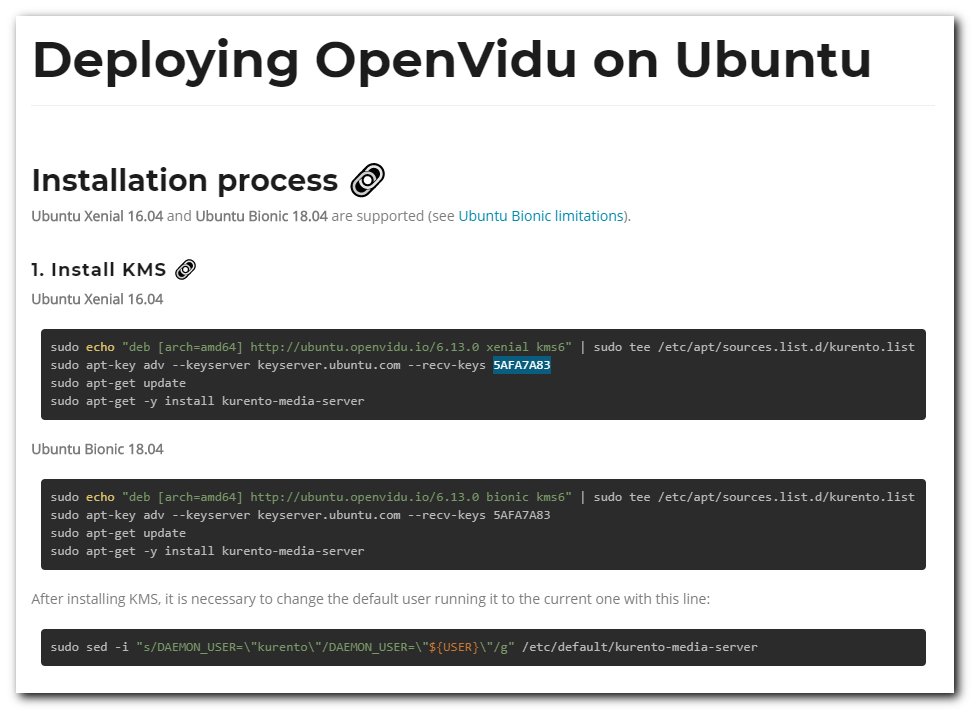 Deploying OpenVidu on Ubuntu
Installation process
Ubuntu Xenial 16.04 and Ubuntu Bionic 18.04 are supported (see Ubuntu Bionic limitations).
1. Install KMS
Ubuntu Xenial 16.04
sudo echo "deb [arch=amd64] http://ubuntu.openvidu.io/6.13.0 xenial kms6" | sudo tee /etc/apt/sources.list.d/kurento.list
sudo apt-key adv --keyserver keyserver.ubuntu.com --recv-keys 5AFA7A83
sudo apt-get update
sudo apt-get -y install kurento-media-server
Ubuntu Bionic 18.04
sudo echo "deb [arch=amd64] http://ubuntu.openvidu.io/6.13.0 bionic kms6" | sudo tee /etc/apt/sources.list.d/kurento.list
sudo apt-key adv --keyserver keyserver.ubuntu.com --recv-keys 5AFA7A83
sudo apt-get update
sudo apt-get -y install kurento-media-server
After installing KMS, it is necessary to change the default user running it to the current one with this line:
sudo sed -i "s/DAEMON_USER=\"kurento\"/DAEMON_USER=\"${USER}\"/g" /etc/default/kurento-media-server